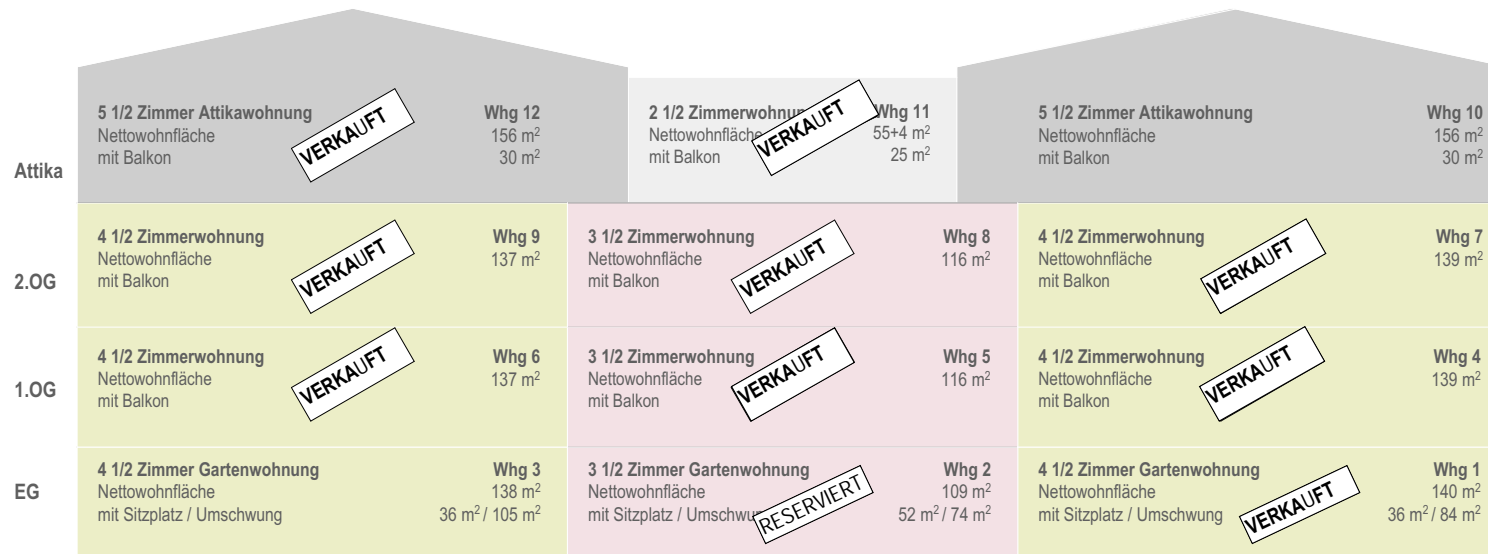 5 1/2 Zimmer Attikawohnung Whg 12
Nettowohnfläche 156 m²
mit Balkon 30 m²
VERKAUFT
2 1/2 Zimmerwohnung Whg 11
Nettowohnfläche 55+4 m²
mit Balkon 25 m²
VERKAUFT
5 1/2 Zimmer Attikawohnung Whg 10
Nettowohnfläche 156 m²
mit Balkon 30 m²
Attika
4 1/2 Zimmerwohnung Whg 9
Nettowohnfläche 137 m²
mit Balkon
VERKAUFT
3 1/2 Zimmerwohnung Whg 8
Nettowohnfläche 116 m²
mit Balkon
VERKAUFT
4 1/2 Zimmerwohnung Whg 7
Nettowohnfläche 139 m²
mit Balkon
VERKAUFT
2.OG
4 1/2 Zimmerwohnung Whg 6
Nettowohnfläche 137 m²
mit Balkon
VERKAUFT
3 1/2 Zimmerwohnung Whg 5
Nettowohnfläche 116 m²
mit Balkon
VERKAUFT
4 1/2 Zimmerwohnung Whg 4
Nettowohnfläche 139 m²
mit Balkon
VERKAUFT
1.OG
4 1/2 Zimmer Gartenwohnung Whg 3
Nettowohnfläche 138 m²
mit Sitzplatz / Umschwung 36 m² / 105 m²
3 1/2 Zimmer Gartenwohnung Whg 2
Nettowohnfläche 109 m²
mit Sitzplatz / Umschwung 52 m² / 74 m²
RESERVIERT
4 1/2 Zimmer Gartenwohnung Whg 1
Nettowohnfläche 140 m²
mit Sitzplatz / Umschwung 36 m² / 84 m²
VERKAUFT
EG